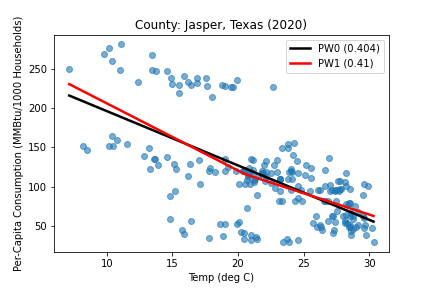 County: Jasper, Texas (2020)
PW0 (0.404)
PW1 (0.41)
Per-Capita Consumption (MMBtu/1000 Households)
250
200
150
100
50
10
15
20
25
30
Temp (deg C)